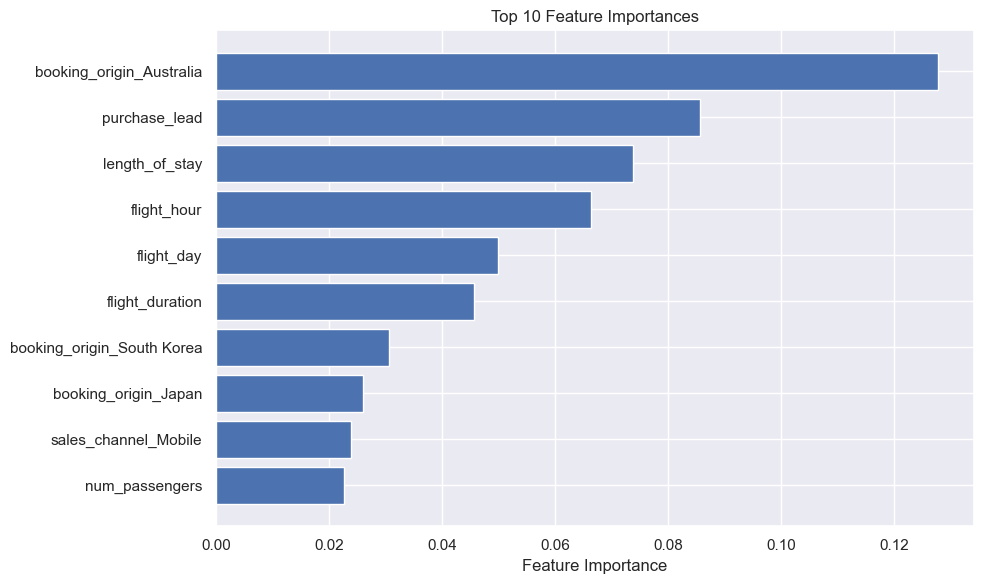 Top 10 Feature Importances
booking_origin_Australia
purchase_lead
length_of_stay
flight_hour
flight_day
flight_duration
booking_origin_South Korea
booking_origin_Japan
sales_channel_Mobile
num_passengers
0.00 0.02 0.04 0.06 0.08 0.10 0.12
Feature Importance